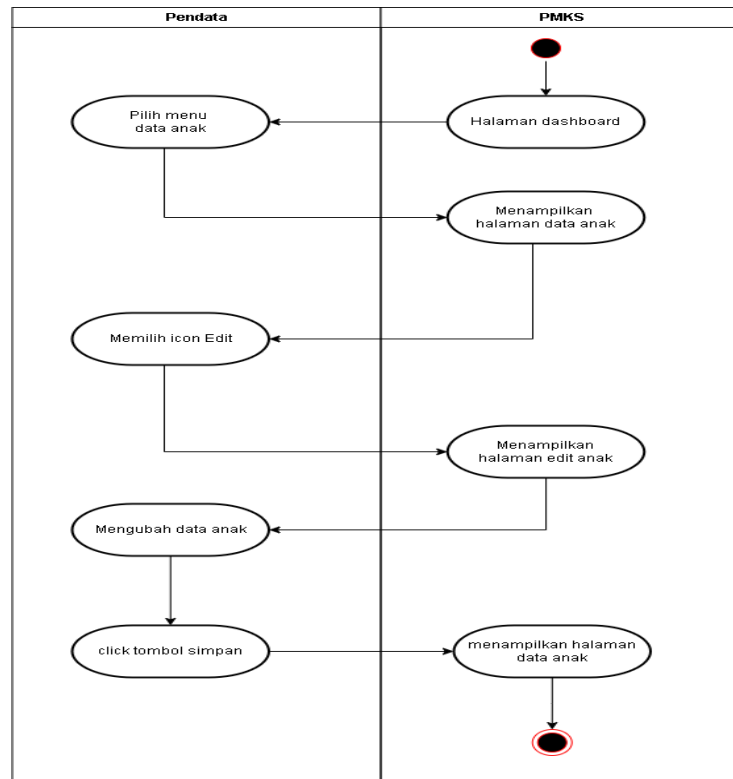 Pendata
PMKS
Pilih menu
data anak
Halaman dashboard
Menampilkan
halaman data anak
Memilih icon Edit
Menampilkan
halaman edit anak
Mengubah data anak
click tombol simpan
menampilkan halaman
data anak